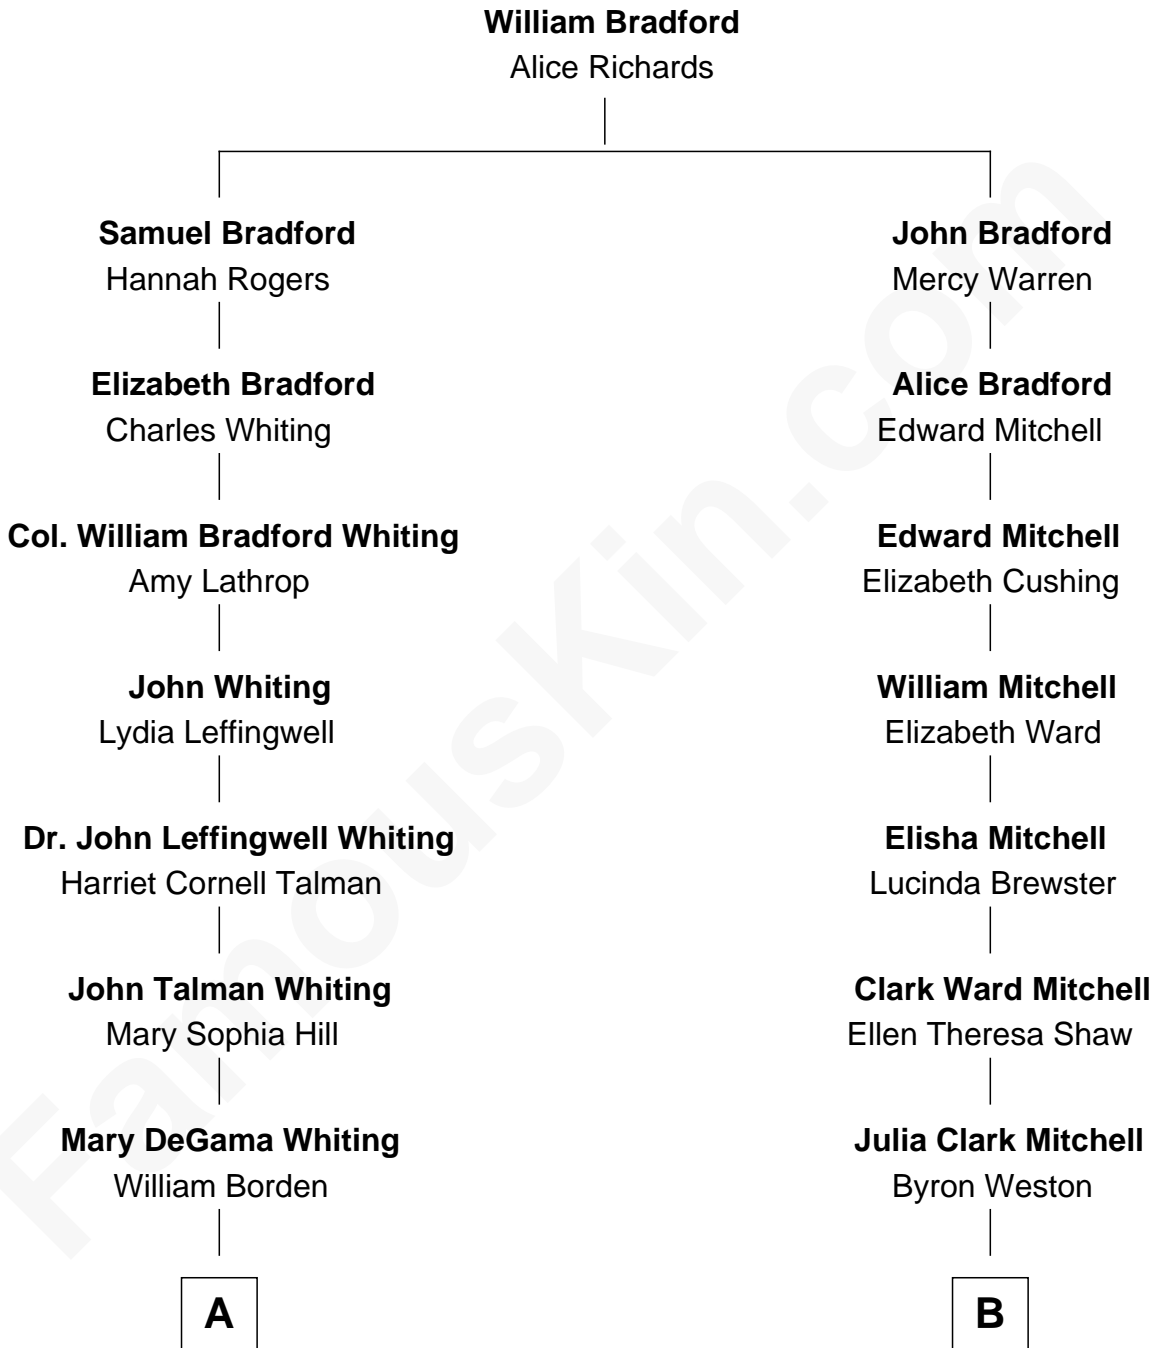 William Bradford
Alice Richards
Samuel Bradford
Hannah Rogers
John Bradford
Mercy Warren
Elizabeth Bradford
Charles Whiting
Alice Bradford
Edward Mitchell
Col. William Bradford Whiting
Amy Lathrop
Edward Mitchell
Elizabeth Cushing
John Whiting
Lydia Leffingwell
William Mitchell
Elizabeth Ward
Dr. John Leffingwell Whiting
Harriet Cornell Talman
Elisha Mitchell
Lucinda Brewster
John Talman Whiting
Mary Sophia Hill
Clark Ward Mitchell
Ellen Theresa Shaw
Mary DeGama Whiting
William Borden
Julia Clark Mitchell
Byron Weston
A
B
FamousKin.com